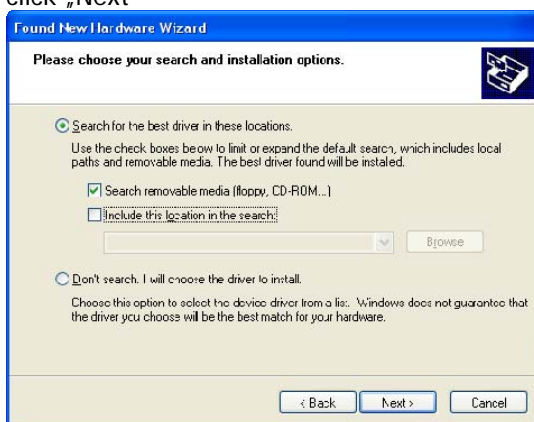 click „Next
Found New Hardware Wizard
Please choose your search and installation options.
Search for the best driver in these locations.
Use the check boxes below to limit or expand the default search, which includes local
paths and removable media. The best driver found will be installed.
Search removable media (floppy, CD-ROM...)
Include this location in the search:
Browse
Don't search. I will choose the driver to install.
Choose this option to select the device driver from a list. Windows does not guarantee that
the driver you choose will be the best match for your hardware.
< Back Next > Cancel